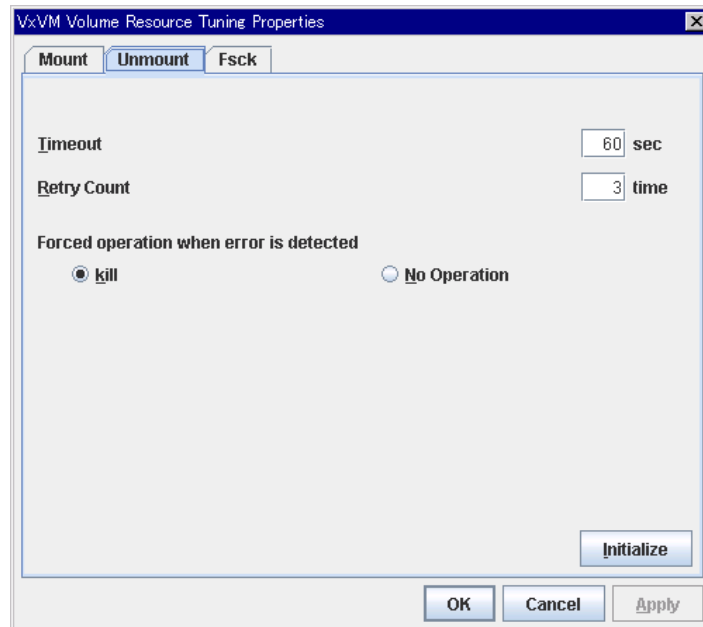 VxVM Volume Resource Tuning Properties
Mount Unmount Fsck
Timeout 60 sec
Retry Count 3 time
Forced operation when error is detected
kill No Operation
Initialize
OK Cancel Apply